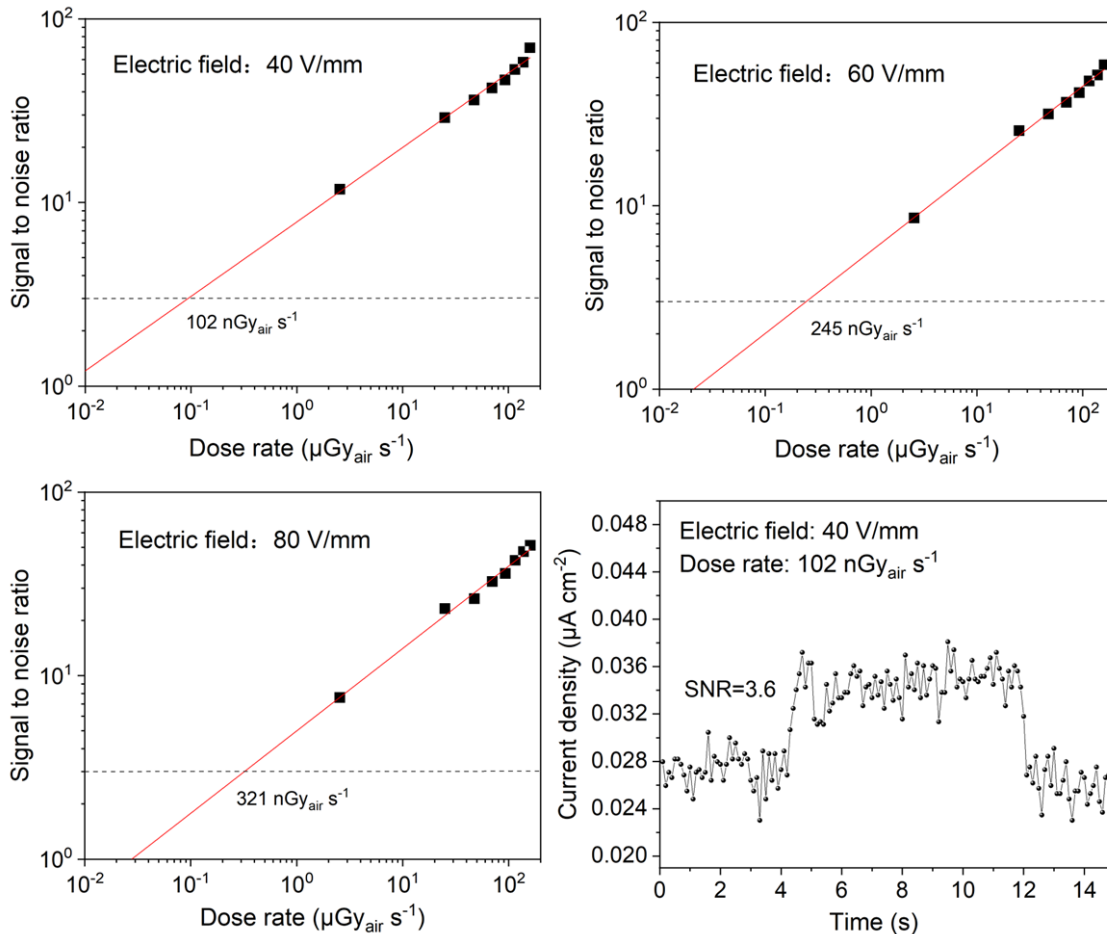 10²
10¹
10⁰
Signal to noise ratio
Electric field：40 V/mm
102 nGyair s⁻¹
10⁻² 10⁻¹ 10⁰ 10¹ 10²
Dose rate (μGyair s⁻¹)
10²
10¹
10⁰
Signal to noise ratio
Electric field：60 V/mm
245 nGyair s⁻¹
10⁻² 10⁻¹ 10⁰ 10¹ 10²
Dose rate (μGyair s⁻¹)
10²
10¹
10⁰
Signal to noise ratio
Electric field：80 V/mm
321 nGyair s⁻¹
10⁻² 10⁻¹ 10⁰ 10¹ 10²
Dose rate (μGyair s⁻¹)
0.048
0.044
0.040
0.036
0.032
0.028
0.024
0.020
Current density (μA cm⁻²)
Electric field: 40 V/mm
Dose rate: 102 nGyair s⁻¹
SNR=3.6
0 2 4 6 8 10 12 14
Time (s)